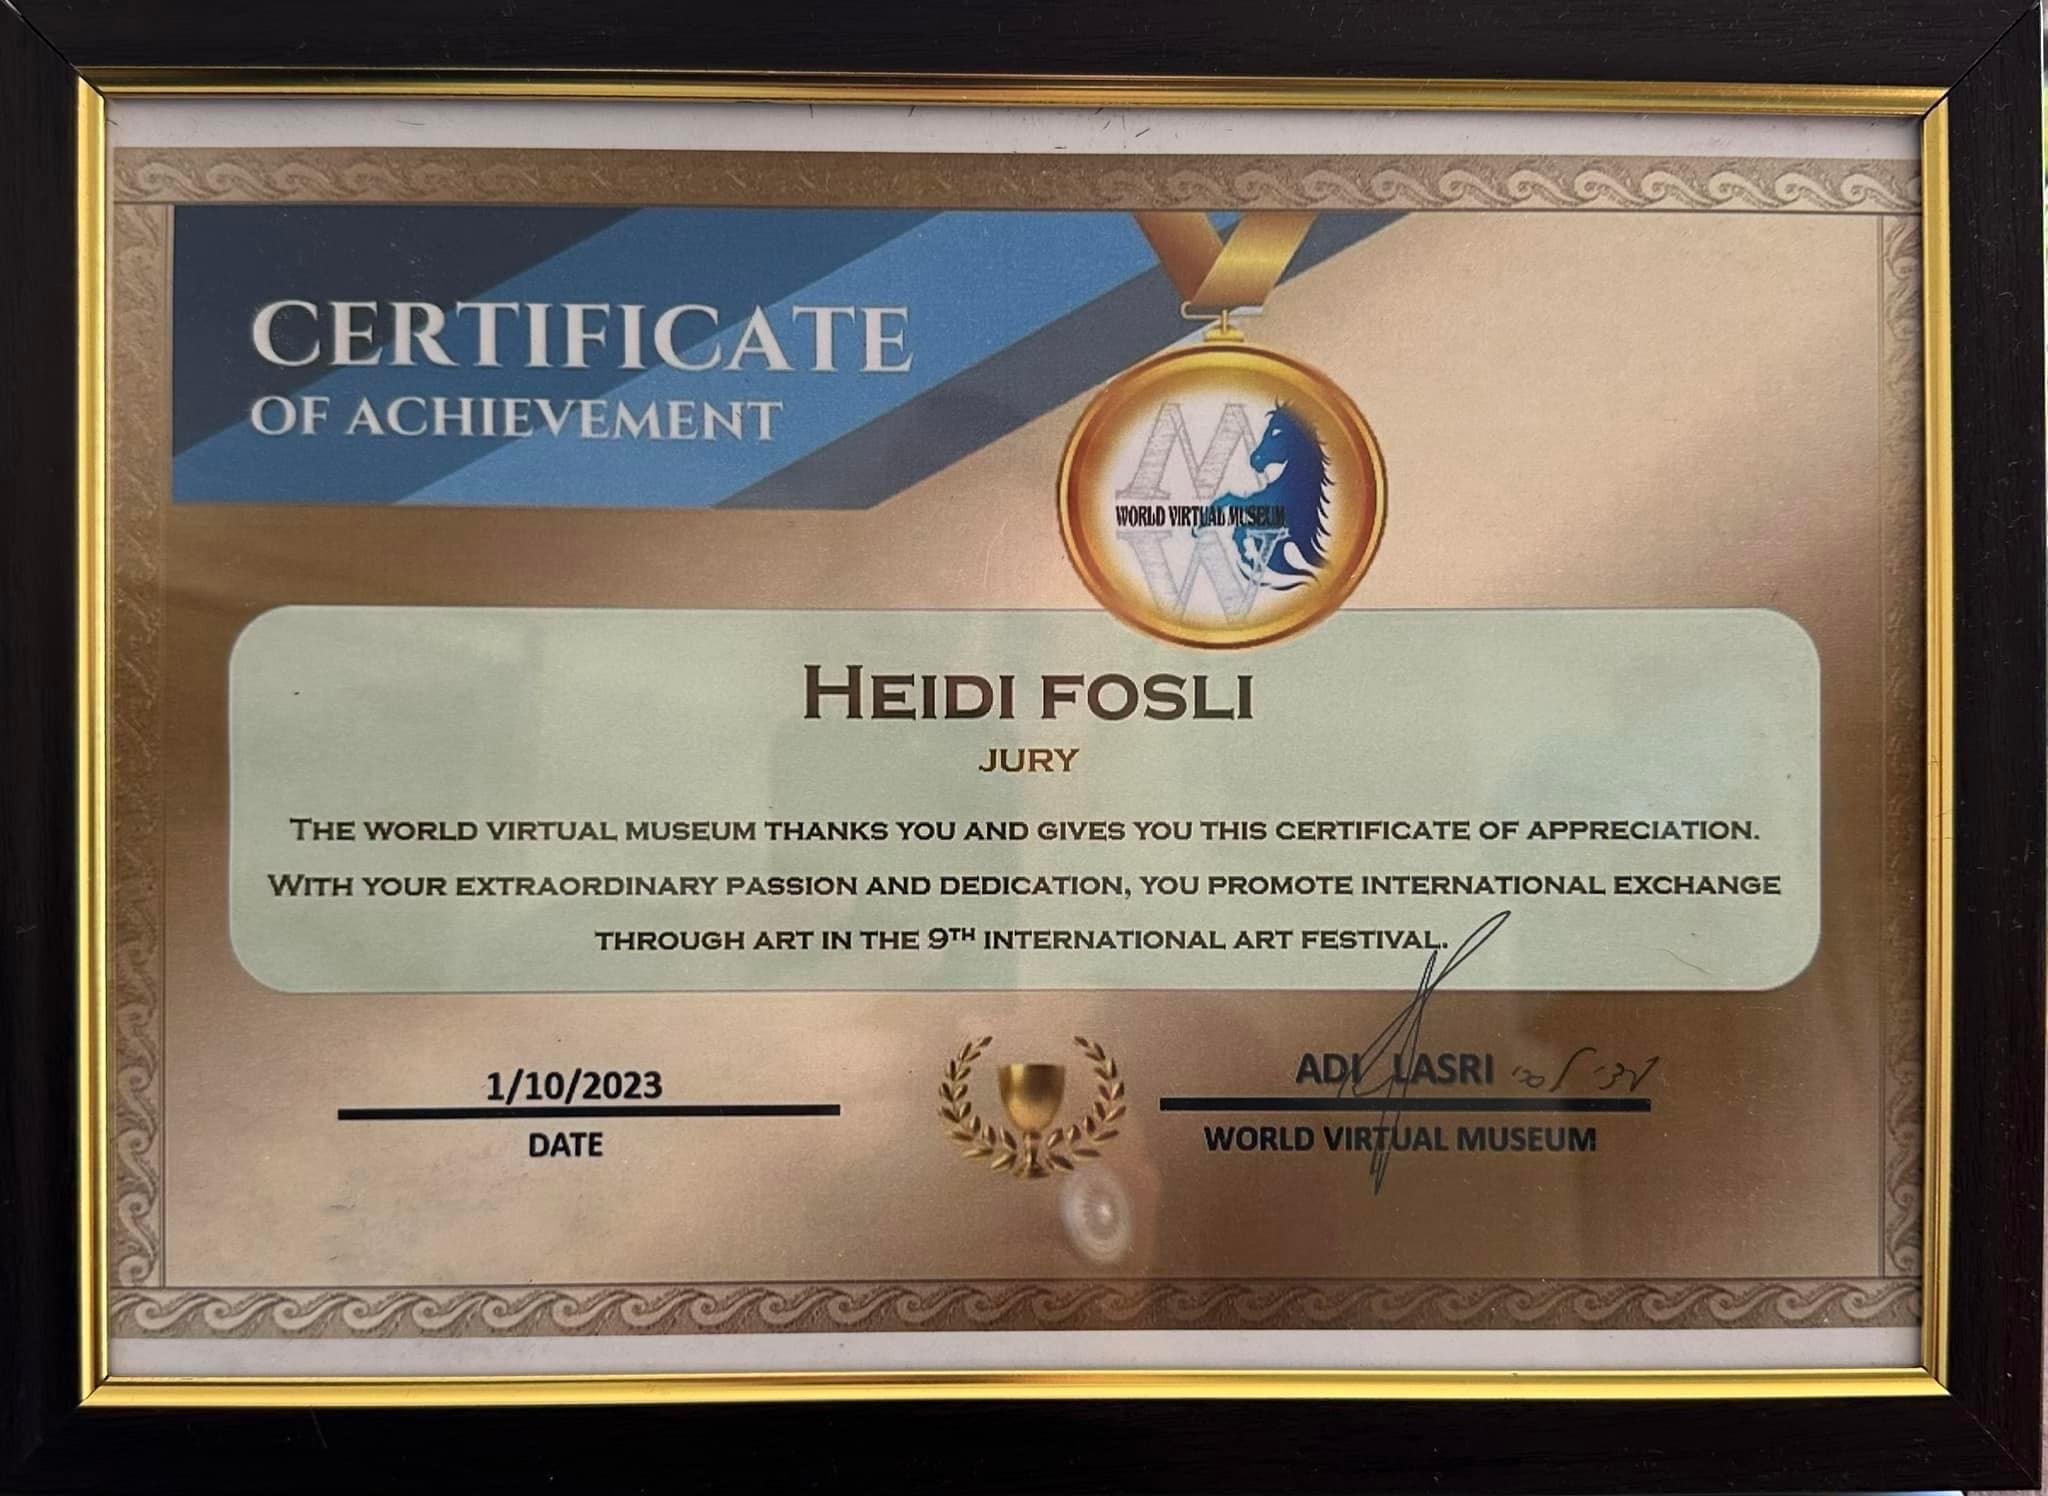 CERTIFICATE
OF ACHIEVEMENT
WORLD VIRTUAL MUSEUM
HEIDI FOSLI
JURY
THE WORLD VIRTUAL MUSEUM THANKS YOU AND GIVES YOU THIS CERTIFICATE OF APPRECIATION.
WITH YOUR EXTRAORDINARY PASSION AND DEDICATION, YOU PROMOTE INTERNATIONAL EXCHANGE
THROUGH ART IN THE 9TH INTERNATIONAL ART FESTIVAL.
1/10/2023
DATE
ADI LASRI
WORLD VIRTUAL MUSEUM